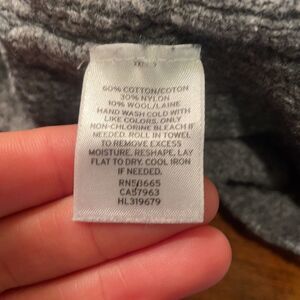 60% COTTON/COTON
30% NYLON
10% WOOL/LAINE
HAND WASH COLD WITH
LIKE COLORS. ONLY
NON-CHLORINE BLEACH IF
NEEDED. ROLL IN TOWEL
TO REMOVE EXCESS
MOISTURE. RESHAPE, LAY
FLAT TO DRY. COOL IRON
IF NEEDED.
CA57963
HL319679